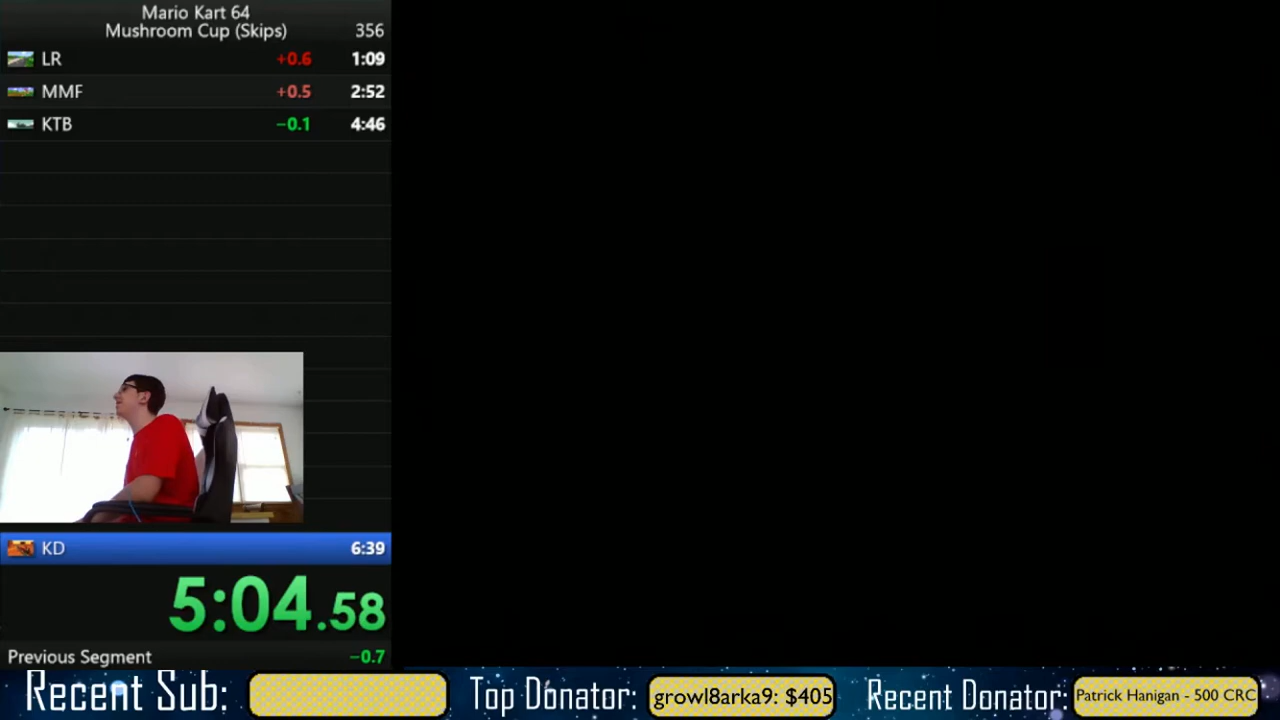 Mario Kart 64
Mushroom Cup (Skips) 356
LR +0.6 1:09
MMF +0.5 2:52
KTB −0.1 4:46
KD 6:39
5:04.58
Previous Segment −0.7
Recent Sub: Top Donator: growl8arka9: $405 Recent Donator: Patrick Hanigan - 500 CRC